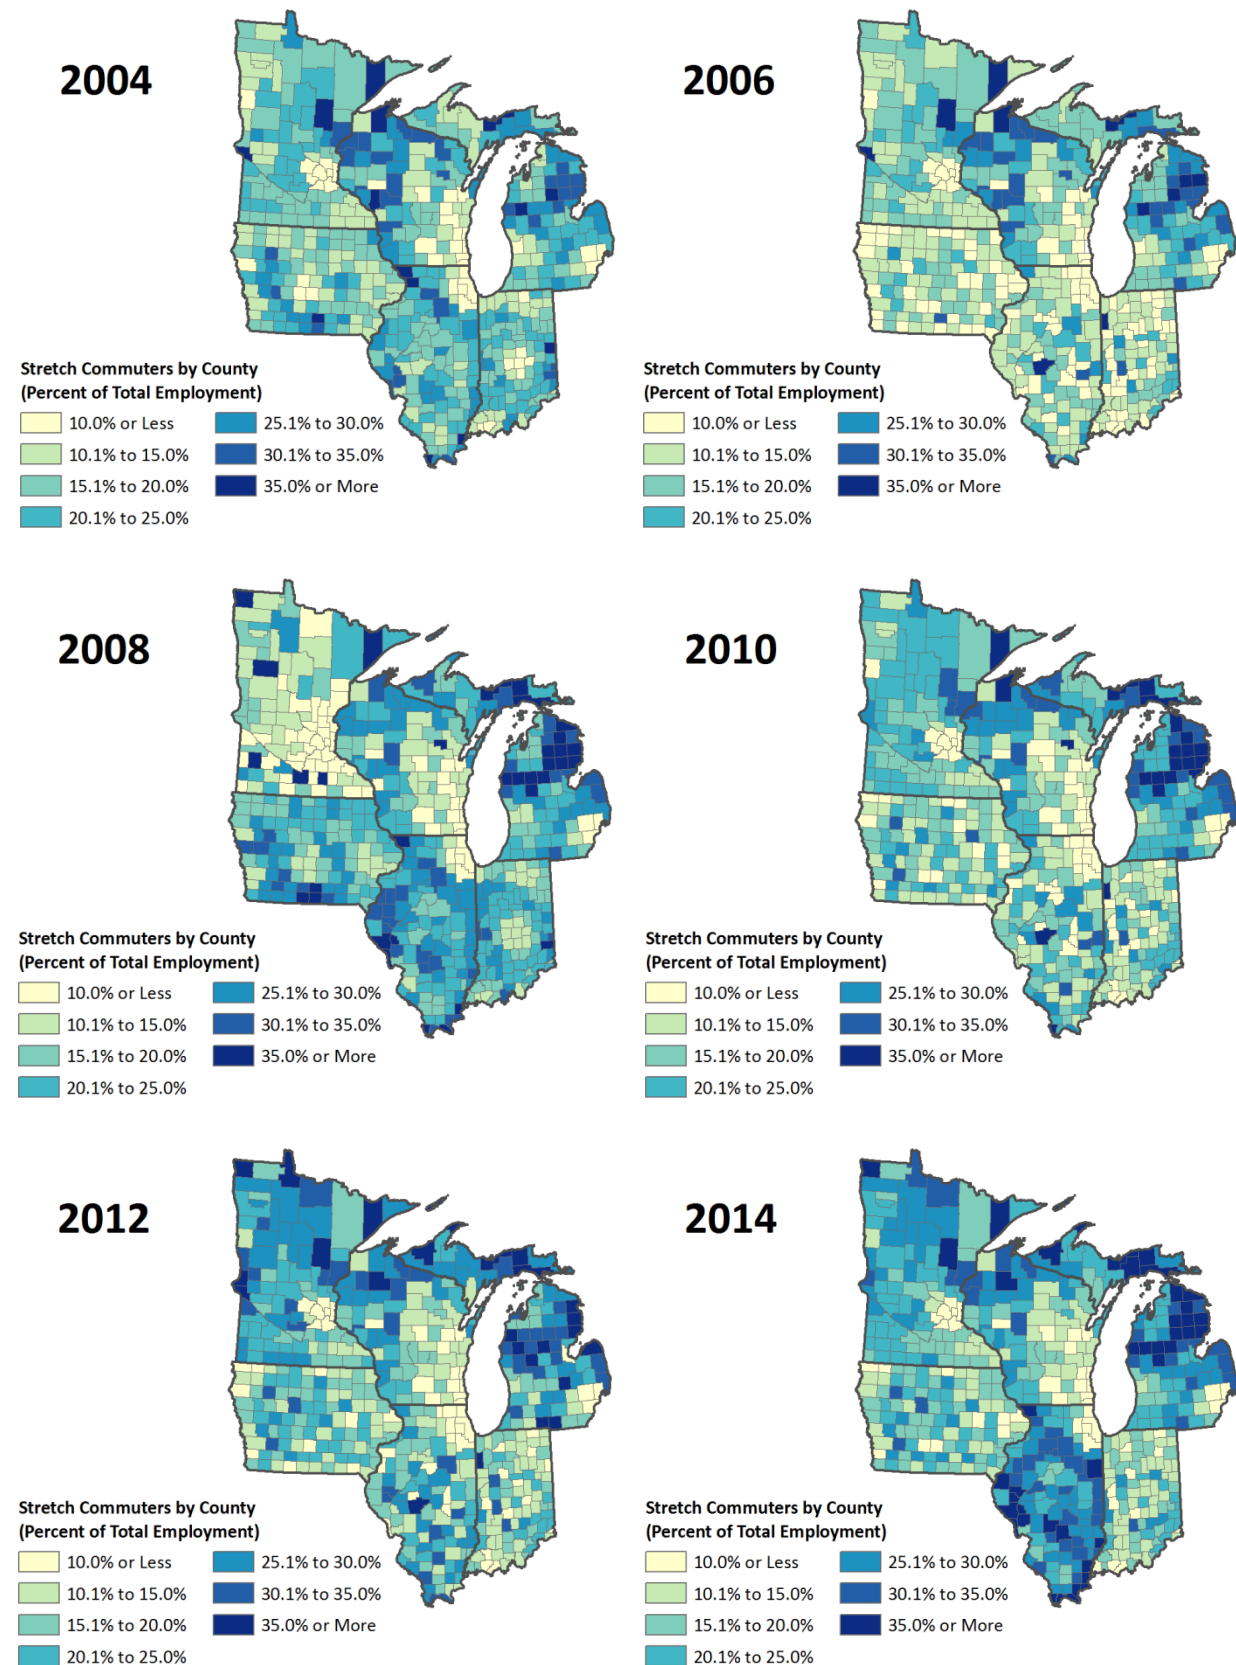 2004
Stretch Commuters by County
(Percent of Total Employment)
10.0% or Less
10.1% to 15.0%
15.1% to 20.0%
20.1% to 25.0%
25.1% to 30.0%
30.1% to 35.0%
35.0% or More
2006
Stretch Commuters by County
(Percent of Total Employment)
10.0% or Less
10.1% to 15.0%
15.1% to 20.0%
20.1% to 25.0%
25.1% to 30.0%
30.1% to 35.0%
35.0% or More
2008
Stretch Commuters by County
(Percent of Total Employment)
10.0% or Less
10.1% to 15.0%
15.1% to 20.0%
20.1% to 25.0%
25.1% to 30.0%
30.1% to 35.0%
35.0% or More
2010
Stretch Commuters by County
(Percent of Total Employment)
10.0% or Less
10.1% to 15.0%
15.1% to 20.0%
20.1% to 25.0%
25.1% to 30.0%
30.1% to 35.0%
35.0% or More
2012
Stretch Commuters by County
(Percent of Total Employment)
10.0% or Less
10.1% to 15.0%
15.1% to 20.0%
20.1% to 25.0%
25.1% to 30.0%
30.1% to 35.0%
35.0% or More
2014
Stretch Commuters by County
(Percent of Total Employment)
10.0% or Less
10.1% to 15.0%
15.1% to 20.0%
20.1% to 25.0%
25.1% to 30.0%
30.1% to 35.0%
35.0% or More